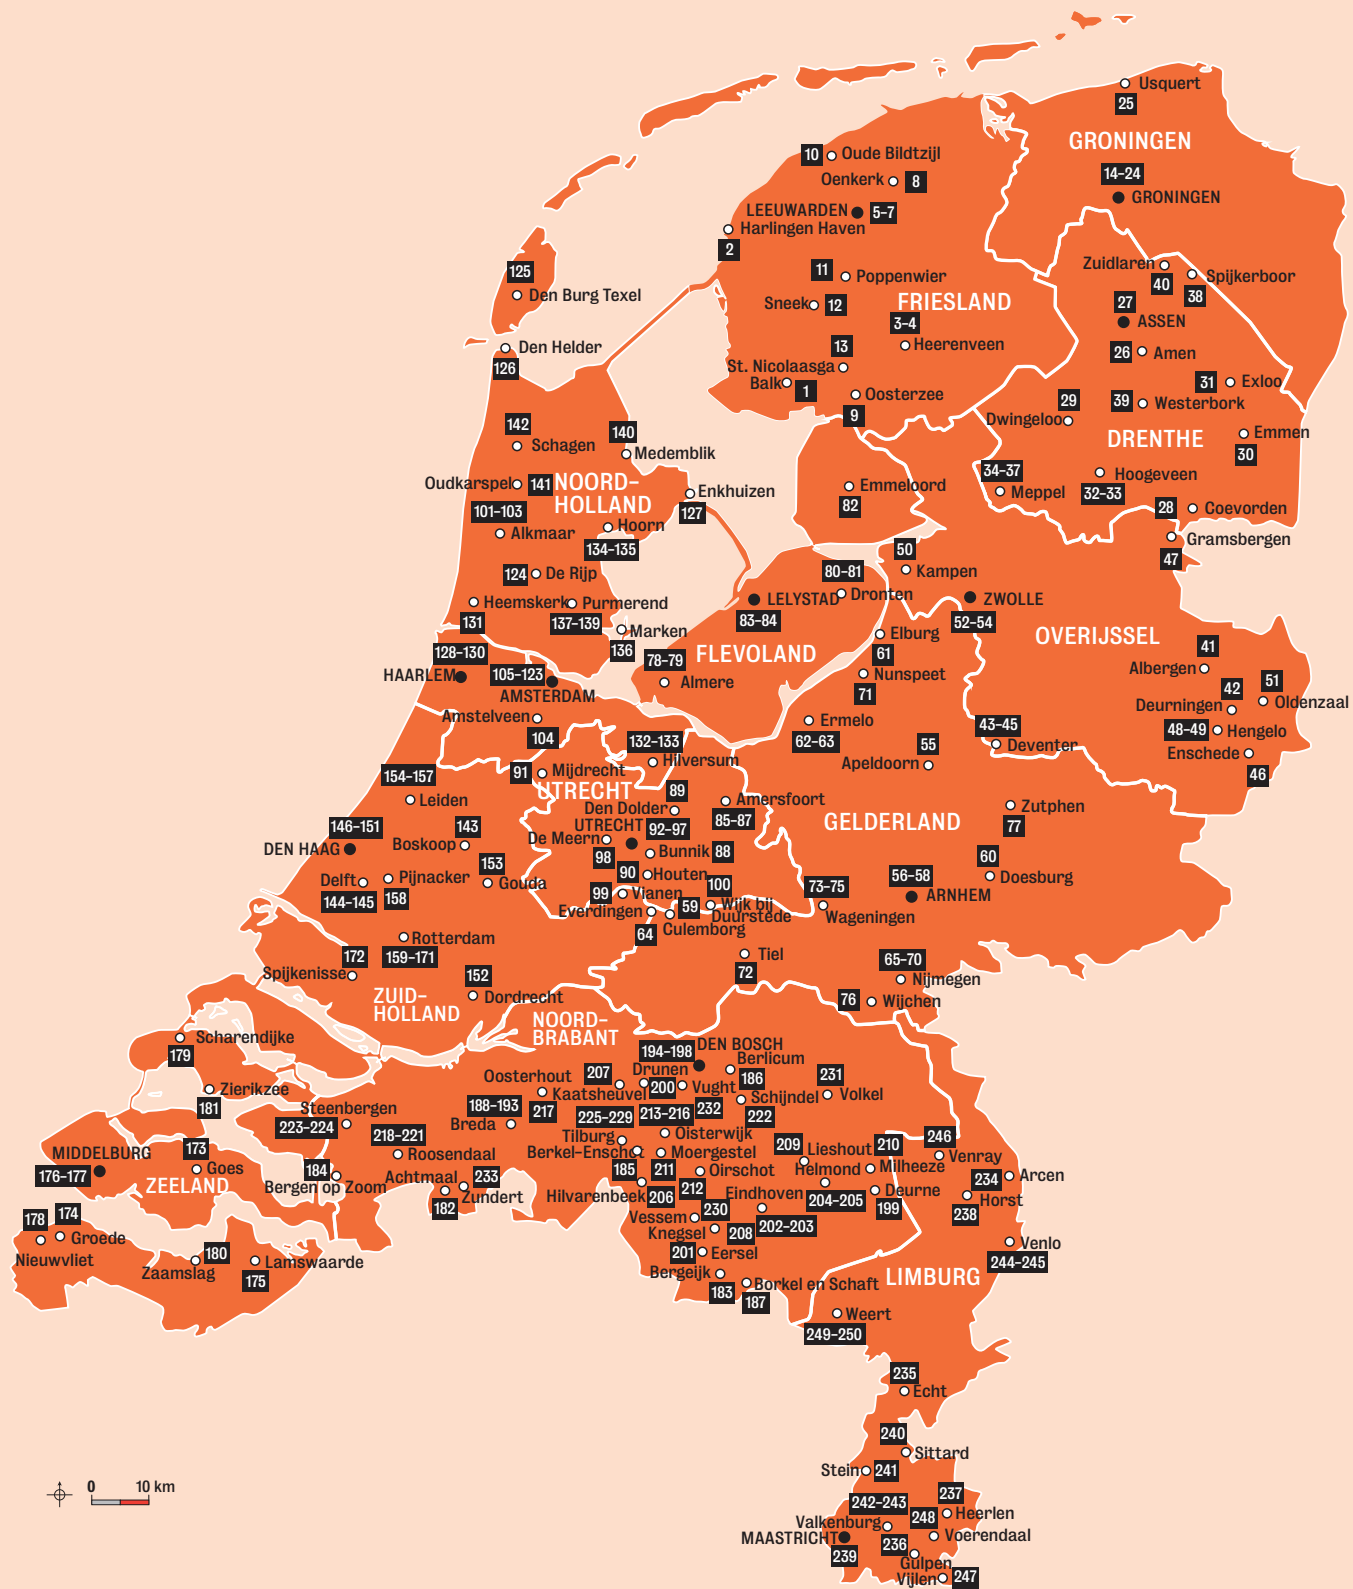 Usquert
25
GRONINGEN
10
Oude Bildtzijl
Oenkerk
8
14–24
GRONINGEN
LEEUWARDEN
5–7
Harlingen Haven
2
11
Poppenwier
Zuidlaren
40
Spijkerboor
38
125
Den Burg Texel
Sneek
12
FRIESLAND
3–4
Heerenveen
27
ASSEN
Den Helder
126
13
St. Nicolaasga
Balk
1
26
Amen
31
Exloo
Oosterzee
9
29
Dwingeloo
39
Westerbork
DRENTHE
Emmen
30
142
Schagen
140
Medemblik
34–37
Meppel
Hoogeveen
32–33
Oudkarspel
141
NOORD–
HOLLAND
Enkhuizen
127
Emmeloord
82
28
Coevorden
101–103
Alkmaar
Hoorn
134–135
Gramsbergen
47
124
De Rijp
50
Kampen
80–81
Dronten
Heemskerk
131
Purmerend
137–139
LELYSTAD
83–84
ZWOLLE
52–54
Marken
136
Elburg
61
OVERIJSSEL
128–130
HAARLEM
105–123
AMSTERDAM
78–79
Almere
FLEVOLAND
Nunspeet
71
41
Albergen
42
Deurningen
51
Oldenzaal
Amstelveen
104
Ermelo
62–63
43–45
Deventer
48–49
Hengelo
Enschede
46
132–133
Hilversum
55
Apeldoorn
154–157
Leiden
91
Mijdrecht
UTRECHT
89
Den Dolder
Amersfoort
85–87
Zutphen
77
GELDERLAND
146–151
DEN HAAG
143
Boskoop
UTRECHT
92–97
De Meern
98
Bunnik
88
Delft
144–145
Pijnacker
158
153
Gouda
90
Houten
60
Doesburg
56–58
ARNHEM
99
Vianen
100
Wijk bij
Duurstede
73–75
Wageningen
Everdingen
64
59
Culemborg
Rotterdam
159–171
172
Spijkenisse
Tiel
72
65–70
Nijmegen
152
Dordrecht
ZUID–
HOLLAND
76
Wijchen
NOORD–
BRABANT
Scharendijke
179
194–198
DEN BOSCH
Berlicum
186
Zierikzee
181
Oosterhout
217
207
Kaatsheuvel
Drunen
200
Vught
232
Schijndel
222
231
Volkel
Steenbergen
223–224
188–193
Breda
225–229
Tilburg
213–216
Oisterwijk
MIDDELBURG
176–177
173
Goes
ZEELAND
218–221
Roosendaal
Berkel-Enschot
185
Moergestel
211
209
Lieshout
210
Milheeze
246
Venray
184
Bergen op Zoom
Achtmaal
182
233
Zundert
Hilvarenbeek
206
Oirschot
212
Helmond
204–205
Deurne
199
234
Arcen
Horst
238
Eindhoven
202–203
178
Nieuwvliet
174
Groede
Vessem
230
Knegsel
208
201
Eersel
Venlo
244–245
180
Zaamslag
175
Lamswaarde
Bergeijk
183
Borkel en Schaft
187
LIMBURG
Weert
249–250
235
Echt
240
Sittard
Stein
241
0
10 km
242–243
Valkenburg
237
Heerlen
248
Voerendaal
MAASTRICHT
239
236
Gulpen
Vijlen
247